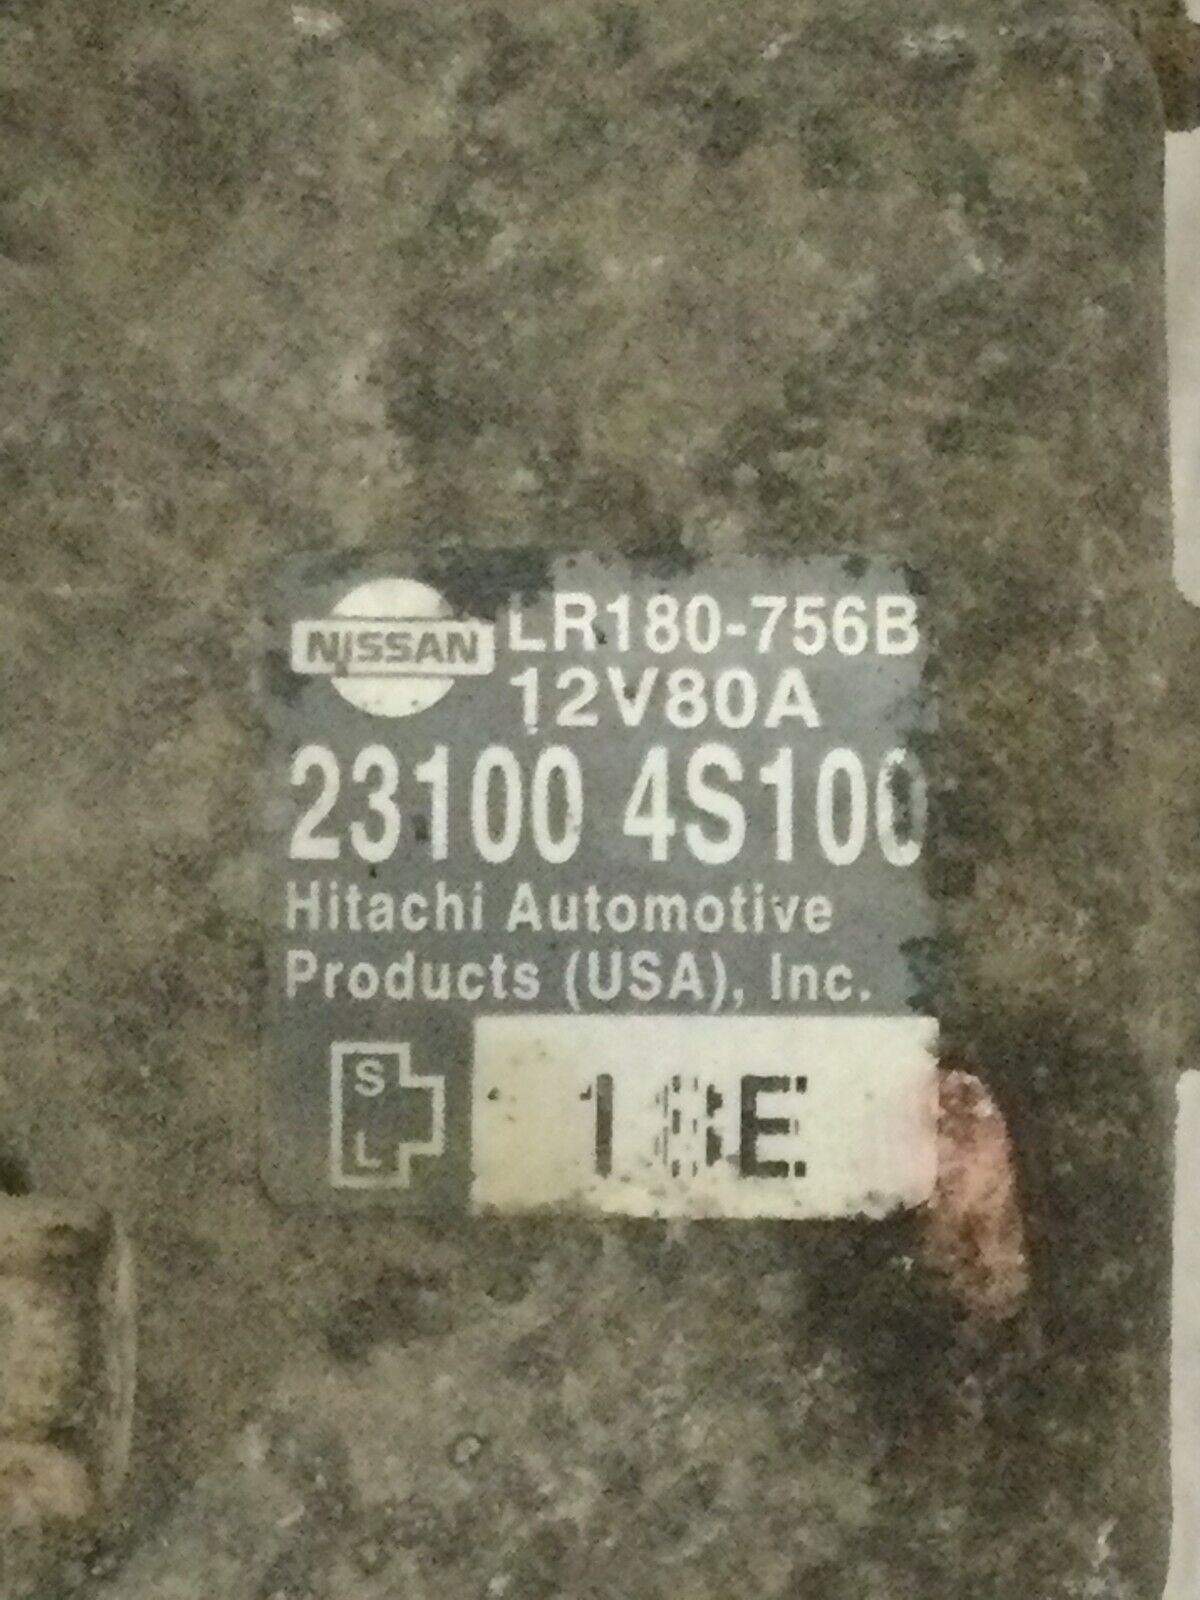 NISSAN LR180-756B
12V80A
23100 4S100
Hitachi Automotive
Products (USA), Inc.
S
L